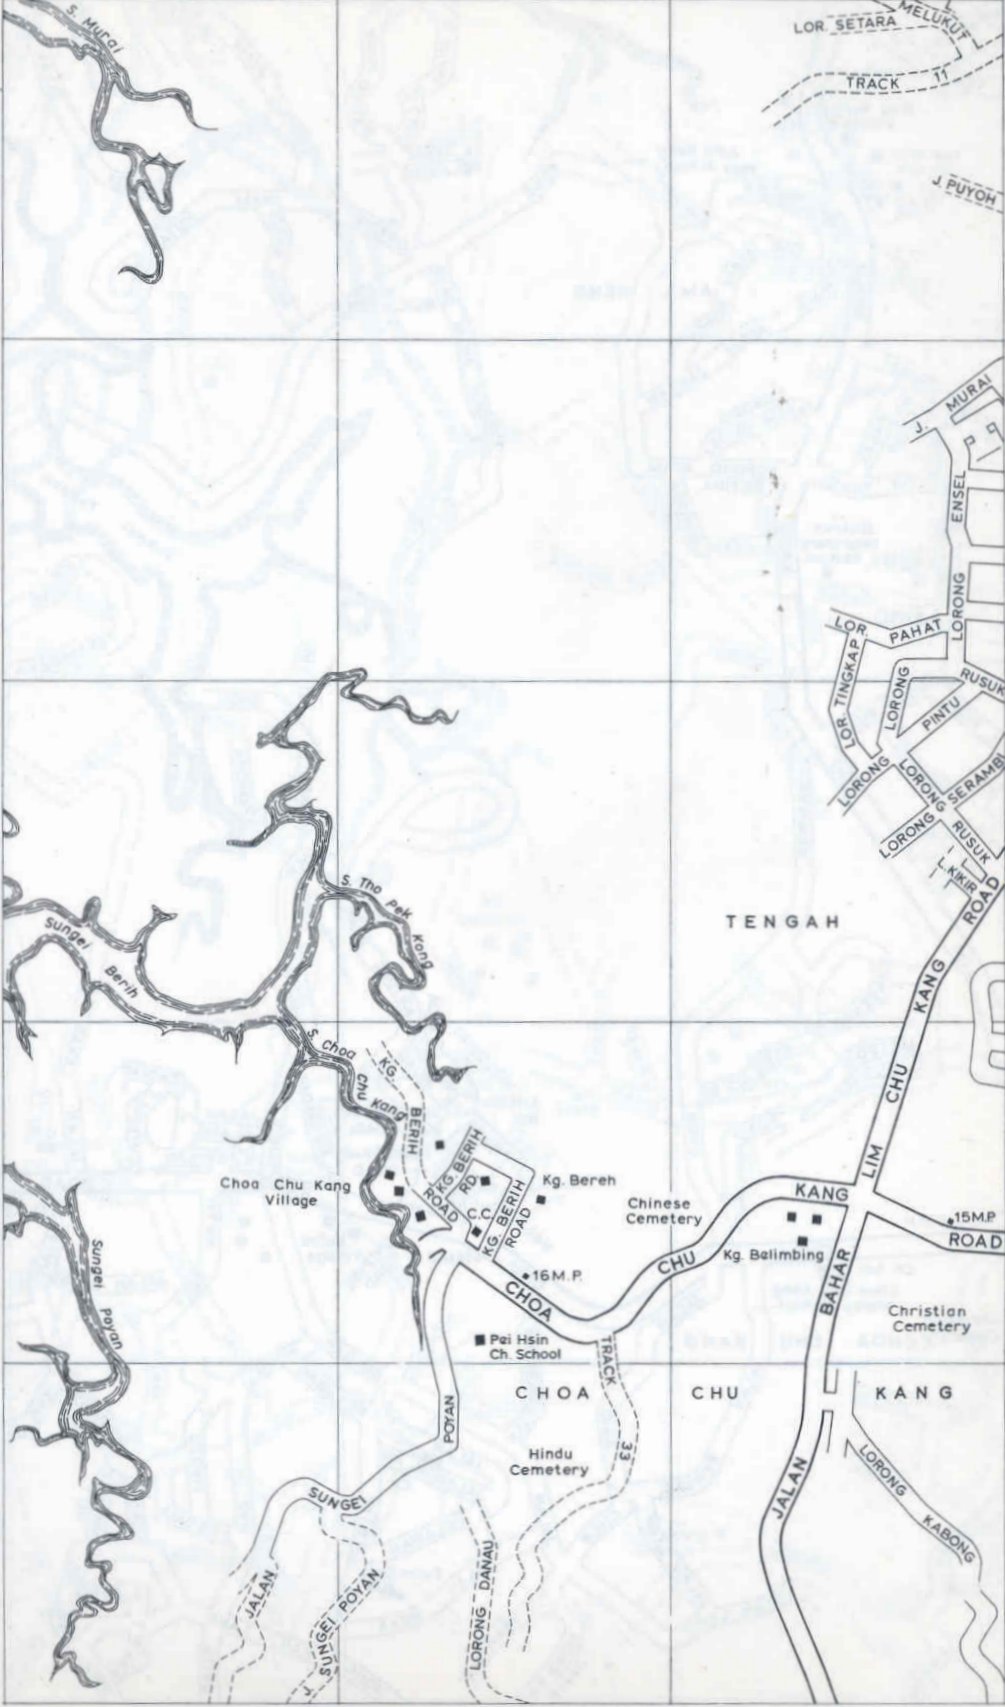 S. Murai
LOR. SETARA
MELUKUT
L.
TRACK 11
J. PUYOH
J. MURAI
LORONG ENSEL
LOR. PAHAT
LOR. TINGKAP
LORONG PINTU
RUSUK
LORONG
LORONG RUSUK
LORONG SERAMBI
L. KIKIR
S. Tho Pek Kong
Sungei Berih
TENGAH
LIM CHU KANG ROAD
S. Choa Chu Kang
KG. BERIH ROAD
KG BERIH RD.
Choa Chu Kang
Village
C.C.
KG. BERIH
ROAD
Kg. Bereh
Chinese
Cemetery
CHOA CHU KANG ROAD
15 M.P.
Kg. Belimbing
16 M.P.
JALAN BAHAR
Christian
Cemetery
Sungei Poyan
Pei Hsin
Ch. School
TRACK 33
CHOA CHU KANG
Hindu
Cemetery
JALAN SUNGEI POYAN
J. SUNGEI POYAN
LORONG DANAU
LORONG KABONG